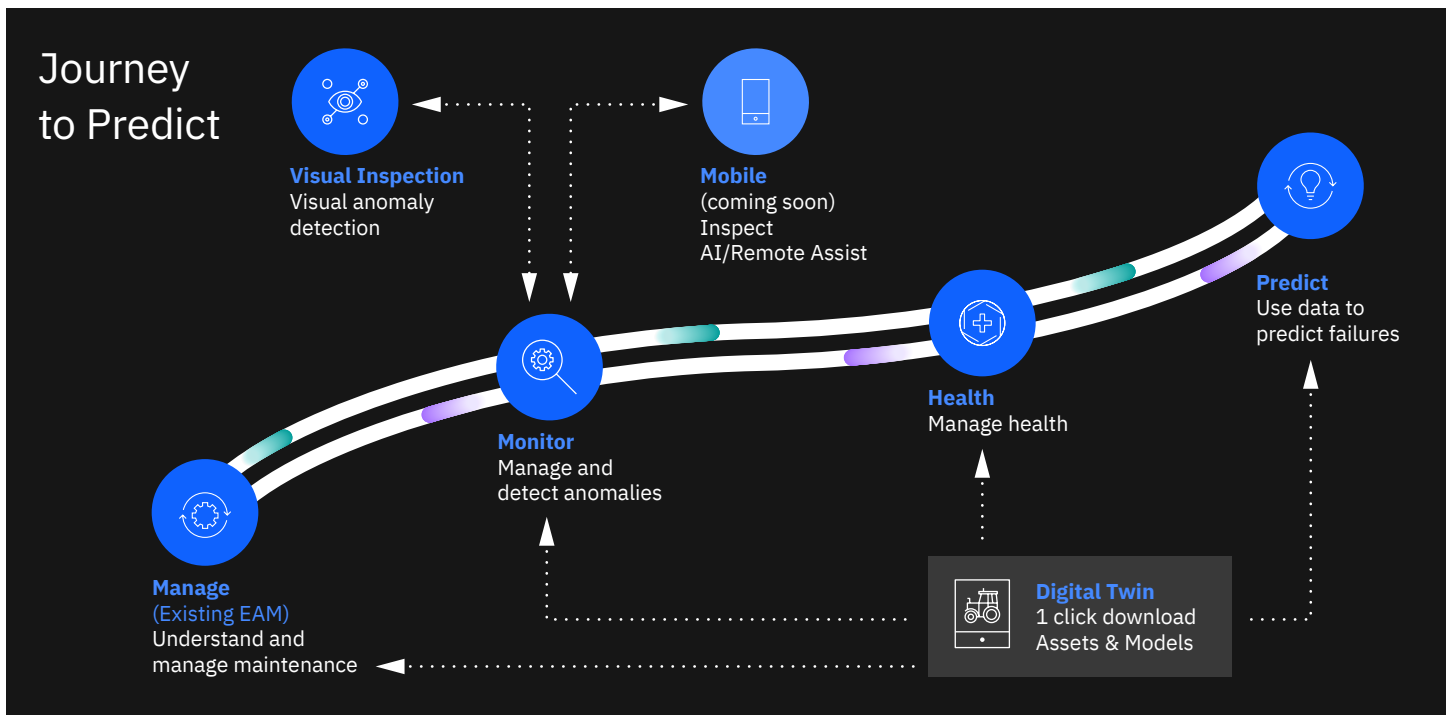 Journey
to Predict
Visual Inspection
Visual anomaly
detection
Mobile
(coming soon)
Inspect
AI/Remote Assist
Predict
Use data to
predict failures
Health
Manage health
Monitor
Manage and
detect anomalies
Manage
(Existing EAM)
Understand and
manage maintenance
Digital Twin
1 click download
Assets & Models